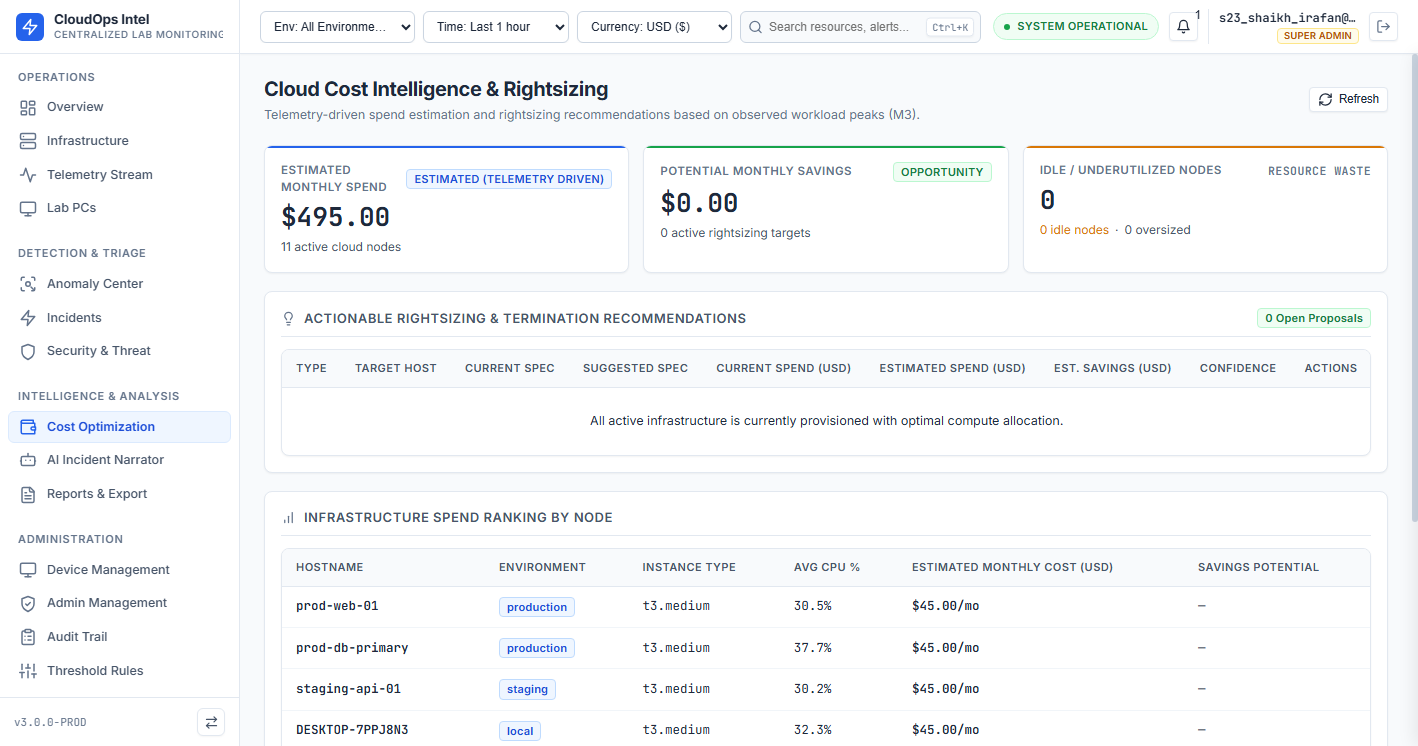 CloudOps Intel
CENTRALIZED LAB MONITORING
Env: All Environme...
Time: Last 1 hour
Currency: USD ($)
Search resources, alerts...
Ctrl+K
SYSTEM OPERATIONAL
1
s23_shaikh_irafan@...
SUPER ADMIN
OPERATIONS
Overview
Infrastructure
Telemetry Stream
Lab PCs
DETECTION & TRIAGE
Anomaly Center
Incidents
Security & Threat
INTELLIGENCE & ANALYSIS
Cost Optimization
AI Incident Narrator
Reports & Export
ADMINISTRATION
Device Management
Admin Management
Audit Trail
Threshold Rules
v3.0.0-PROD
Cloud Cost Intelligence & Rightsizing
Telemetry-driven spend estimation and rightsizing recommendations based on observed workload peaks (M3).
Refresh
ESTIMATED
MONTHLY SPEND
ESTIMATED (TELEMETRY DRIVEN)
$495.00
11 active cloud nodes
POTENTIAL MONTHLY SAVINGS
OPPORTUNITY
$0.00
0 active rightsizing targets
IDLE / UNDERUTILIZED NODES
RESOURCE WASTE
0
0 idle nodes · 0 oversized
ACTIONABLE RIGHTSIZING & TERMINATION RECOMMENDATIONS
0 Open Proposals
TYPE TARGET HOST CURRENT SPEC SUGGESTED SPEC CURRENT SPEND (USD) ESTIMATED SPEND (USD) EST. SAVINGS (USD) CONFIDENCE ACTIONS
All active infrastructure is currently provisioned with optimal compute allocation.
INFRASTRUCTURE SPEND RANKING BY NODE
HOSTNAME ENVIRONMENT INSTANCE TYPE AVG CPU % ESTIMATED MONTHLY COST (USD) SAVINGS POTENTIAL
prod-web-01 production t3.medium 30.5% $45.00/mo —
prod-db-primary production t3.medium 37.7% $45.00/mo —
staging-api-01 staging t3.medium 30.2% $45.00/mo —
DESKTOP-7PPJ8N3 local t3.medium 32.3% $45.00/mo —